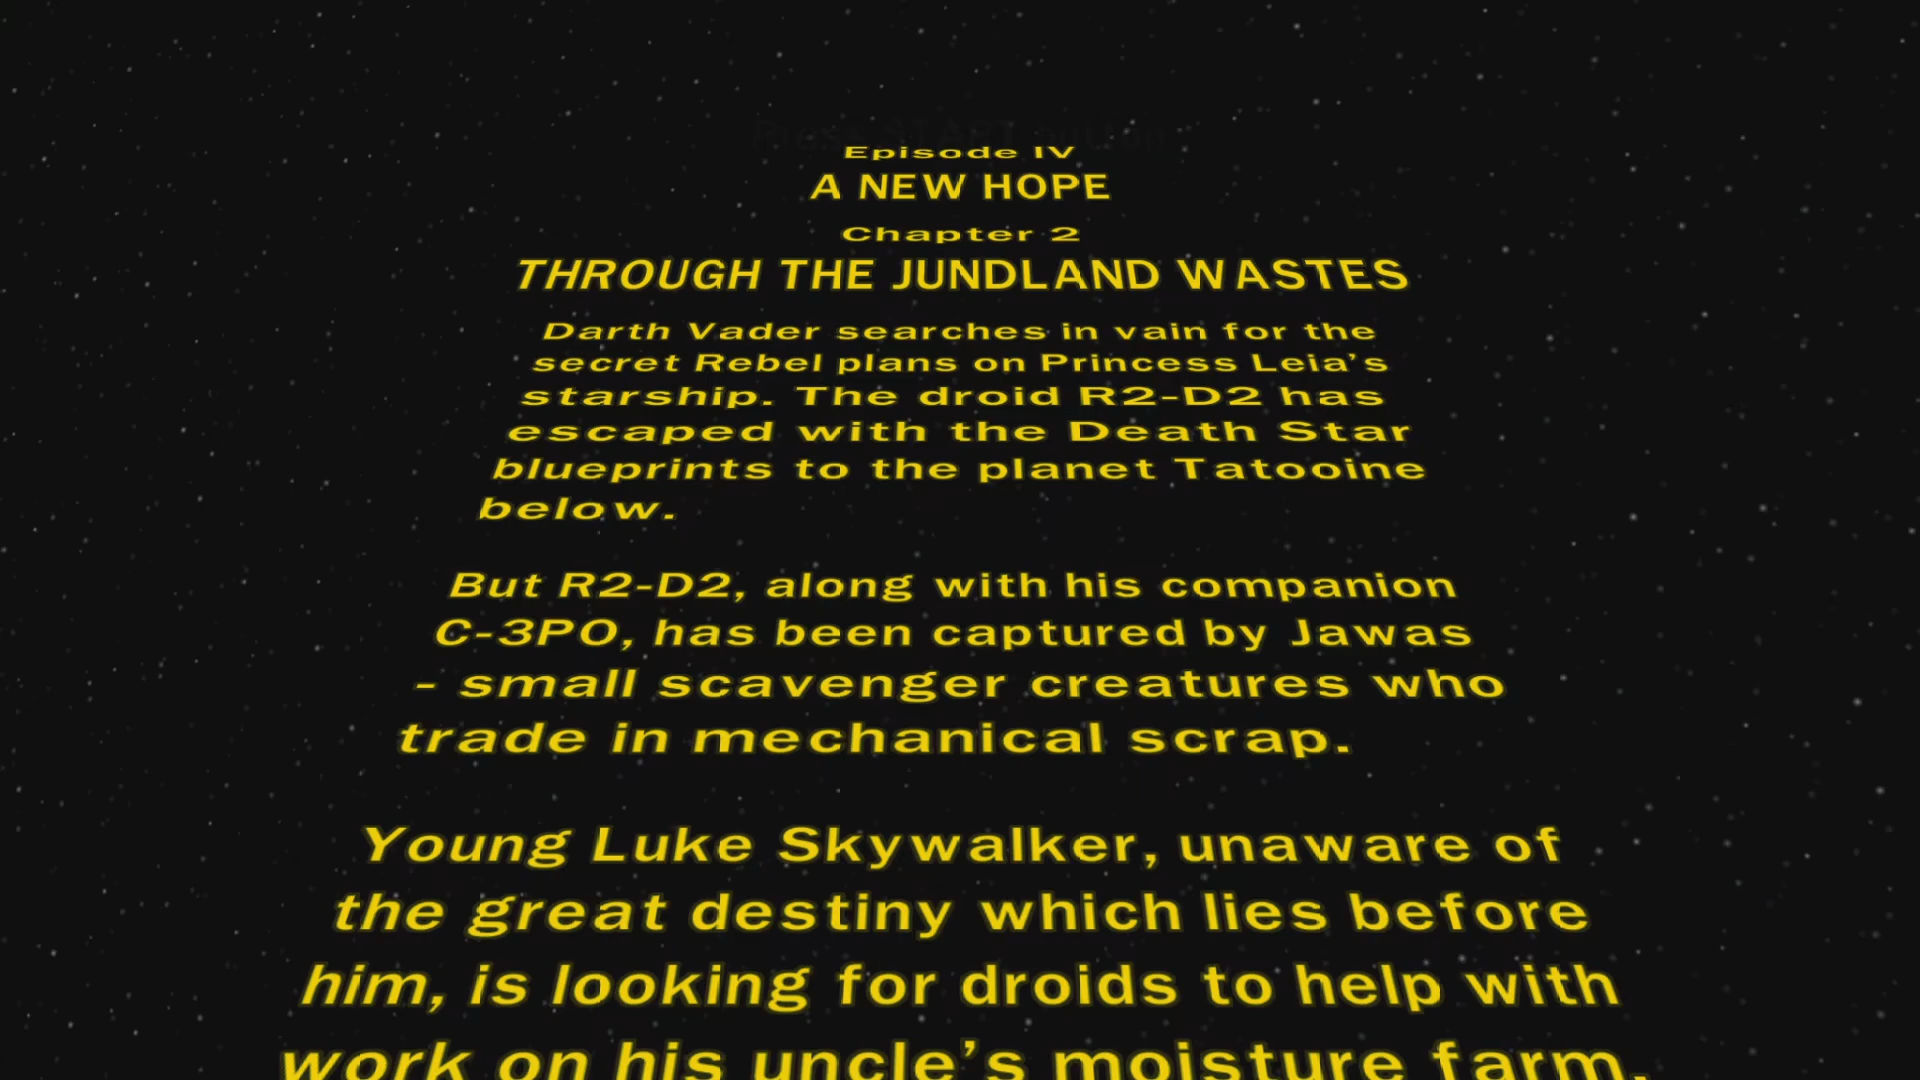 Press START button
Episode IV
A NEW HOPE
Chapter 2
THROUGH THE JUNDLAND WASTES
Darth Vader searches in vain for the
secret Rebel plans on Princess Leia’s
starship. The droid R2-D2 has
escaped with the Death Star
blueprints to the planet Tatooine
below.
But R2-D2, along with his companion
C-3PO, has been captured by Jawas
- small scavenger creatures who
trade in mechanical scrap.
Young Luke Skywalker, unaware of
the great destiny which lies before
him, is looking for droids to help with
work on his uncle’s moisture farm.